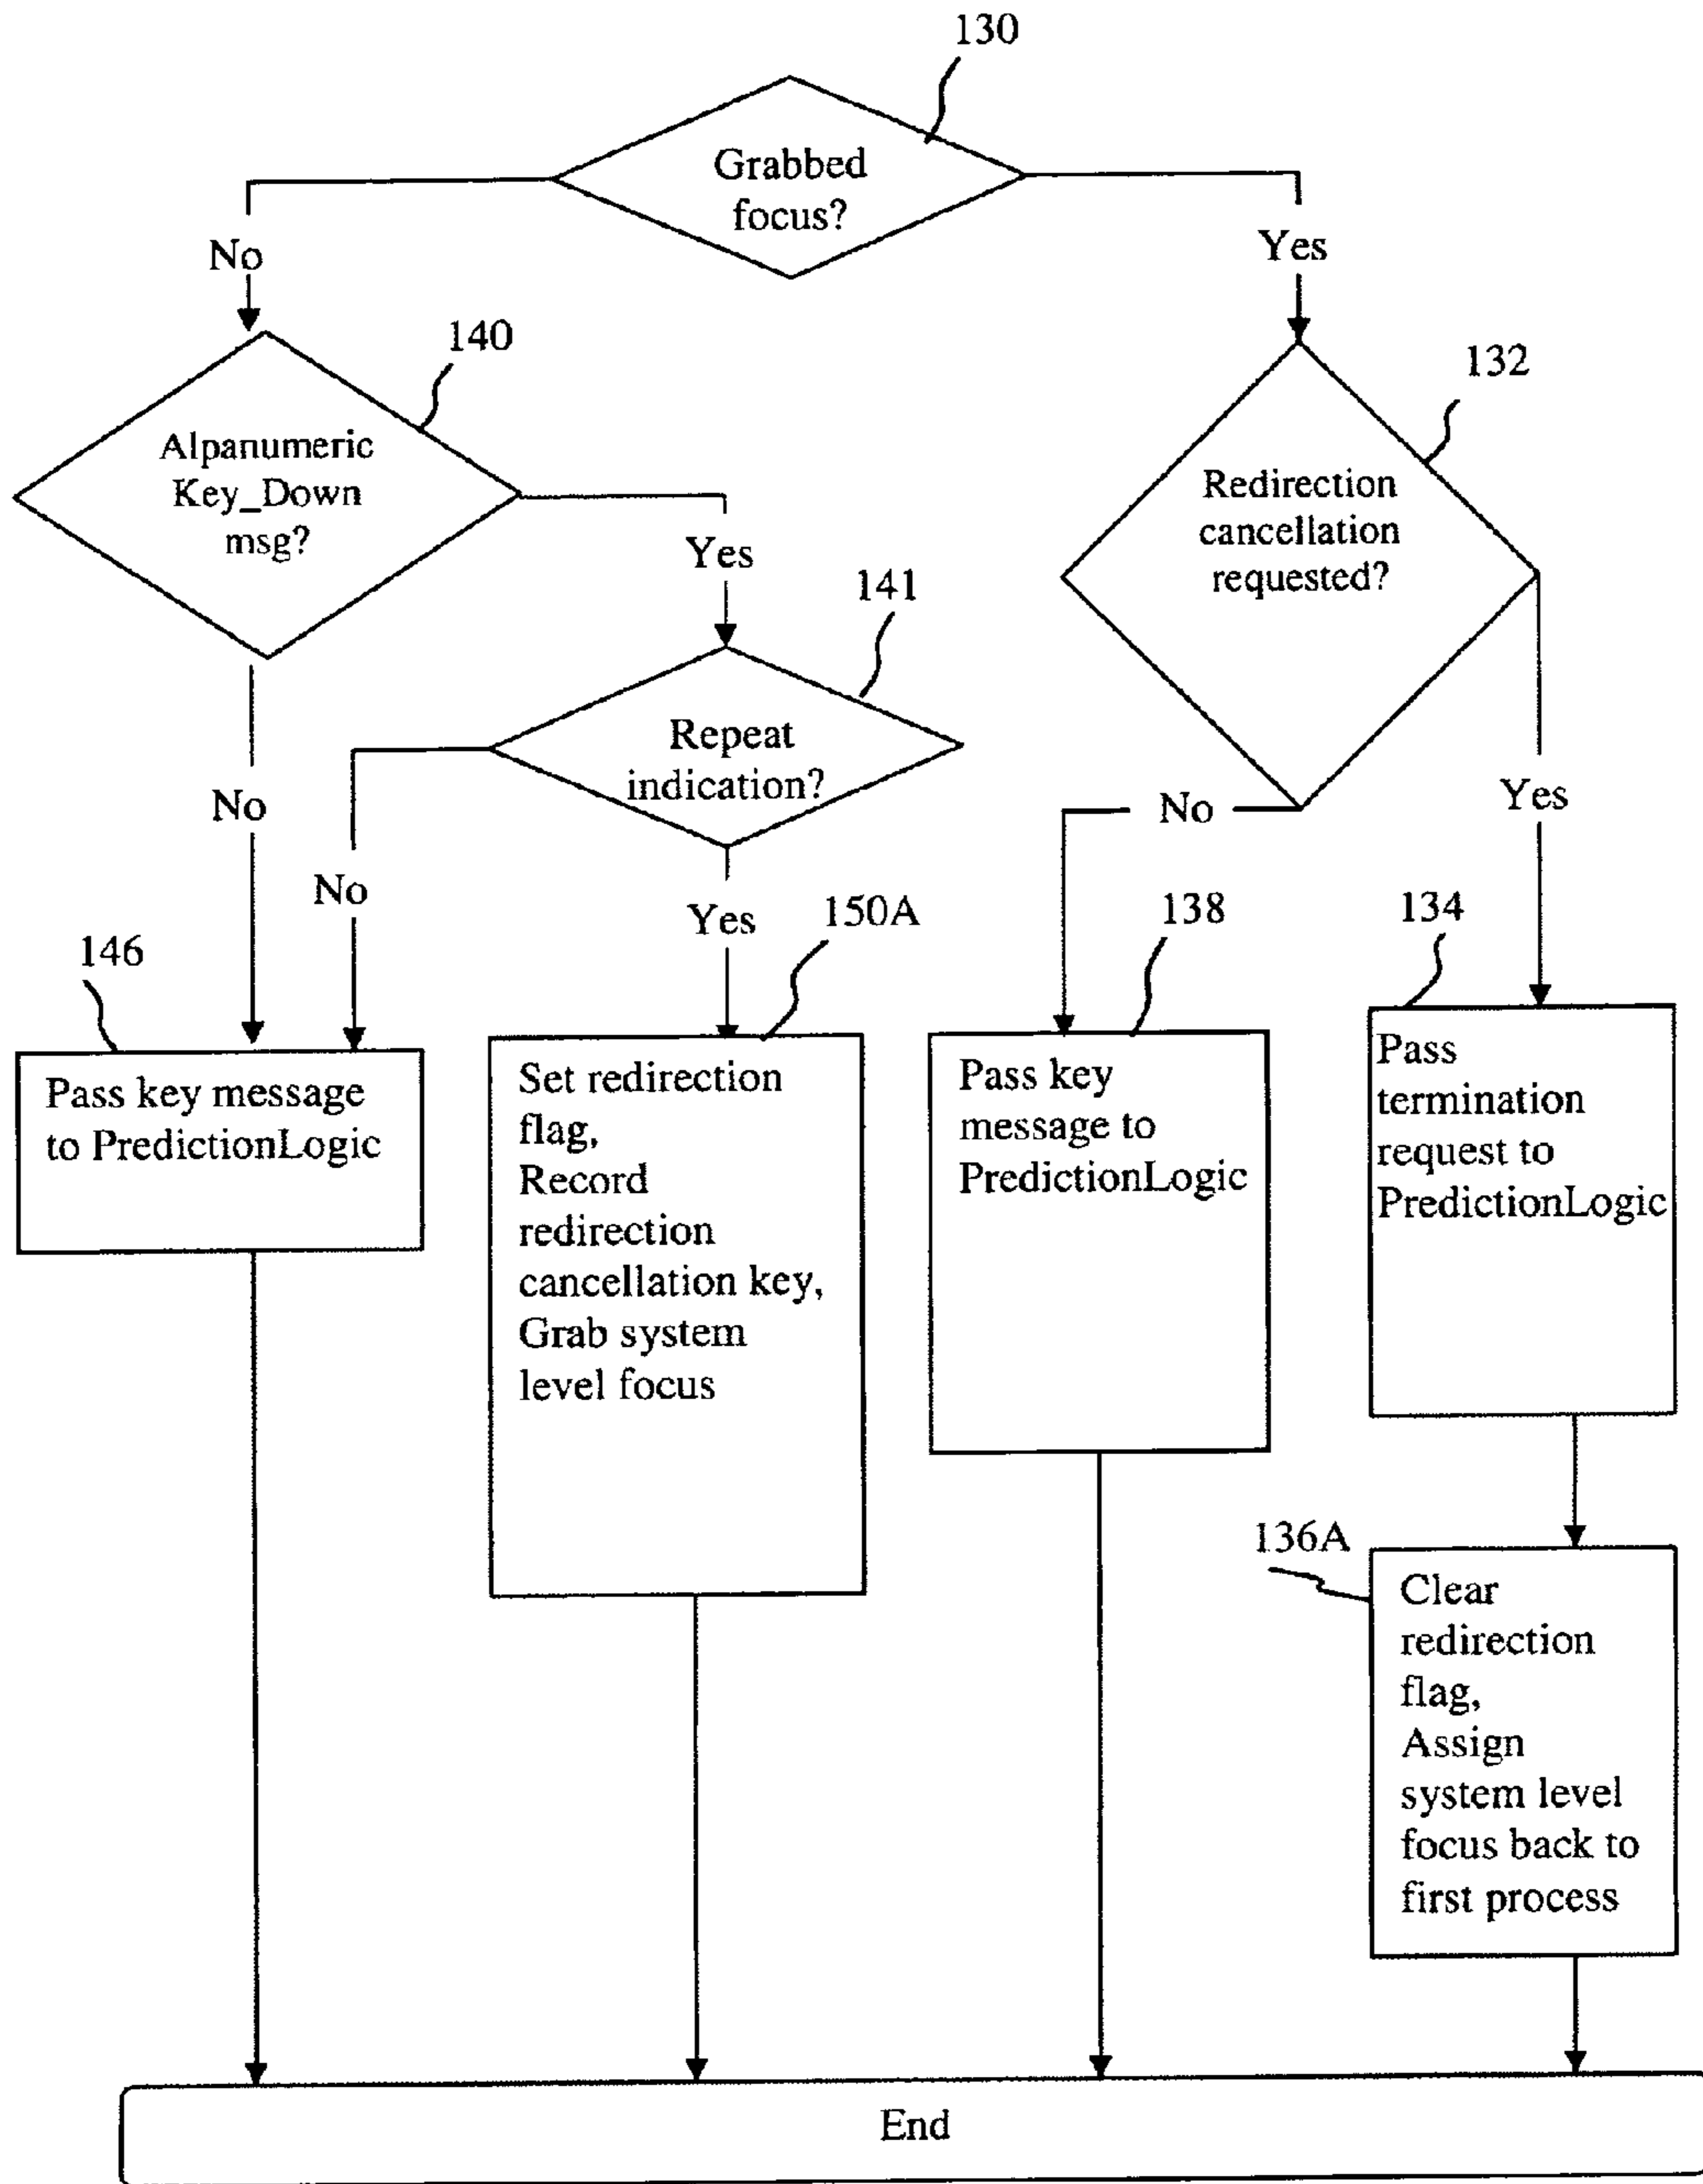 130
Grabbed
focus?
No
Yes
140
132
Alpanumeric
Key_Down
msg?
Redirection
cancellation
requested?
Yes
141
Repeat
indication?
No
No
Yes
No
Yes
146
150A
138
134
Pass key message
to PredictionLogic
Set redirection
flag,
Record
redirection
cancellation key,
Grab system
level focus
Pass key
message to
PredictionLogic
Pass
termination
request to
PredictionLogic
136A
Clear
redirection
flag,
Assign
system level
focus back to
first process
End